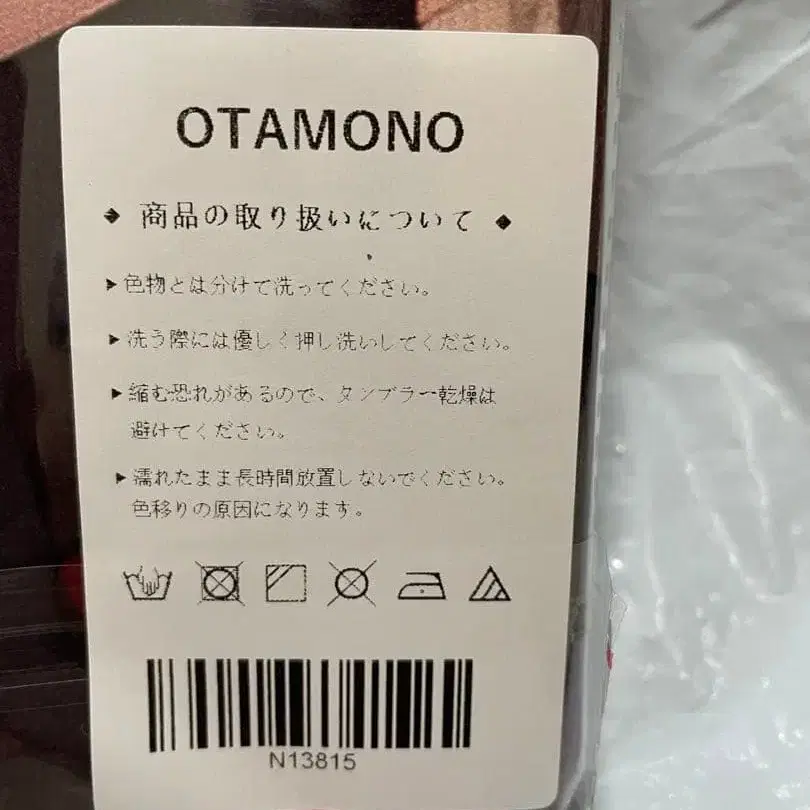 OTAMONO
◆ 商品の取り扱いについて ◆
▶色物とは分けて洗ってください。
▶洗う際には優しく押し洗いしてください。
▶縮む恐れがあるので、タンブラー乾燥は
避けてください。
▶濡れたまま長時間放置しないでください。
色移りの原因になります。
N13815